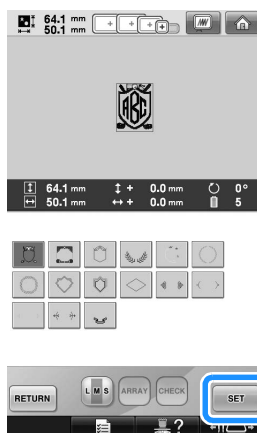 64.1 mm
50.1 mm
ABC
64.1 mm + 0.0 mm 0°
50.1 mm + 0.0 mm 5
RETURN L M S ARRAY CHECK SET
?